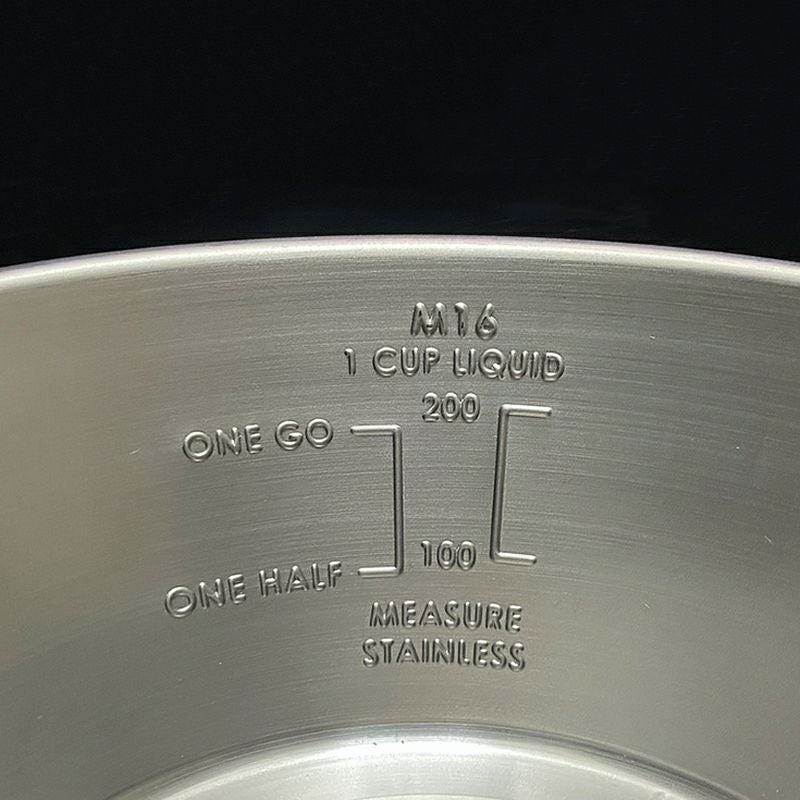 M16
1 CUP LIQUID
200
ONE GO
100
ONE HALF
MEASURE
STAINLESS